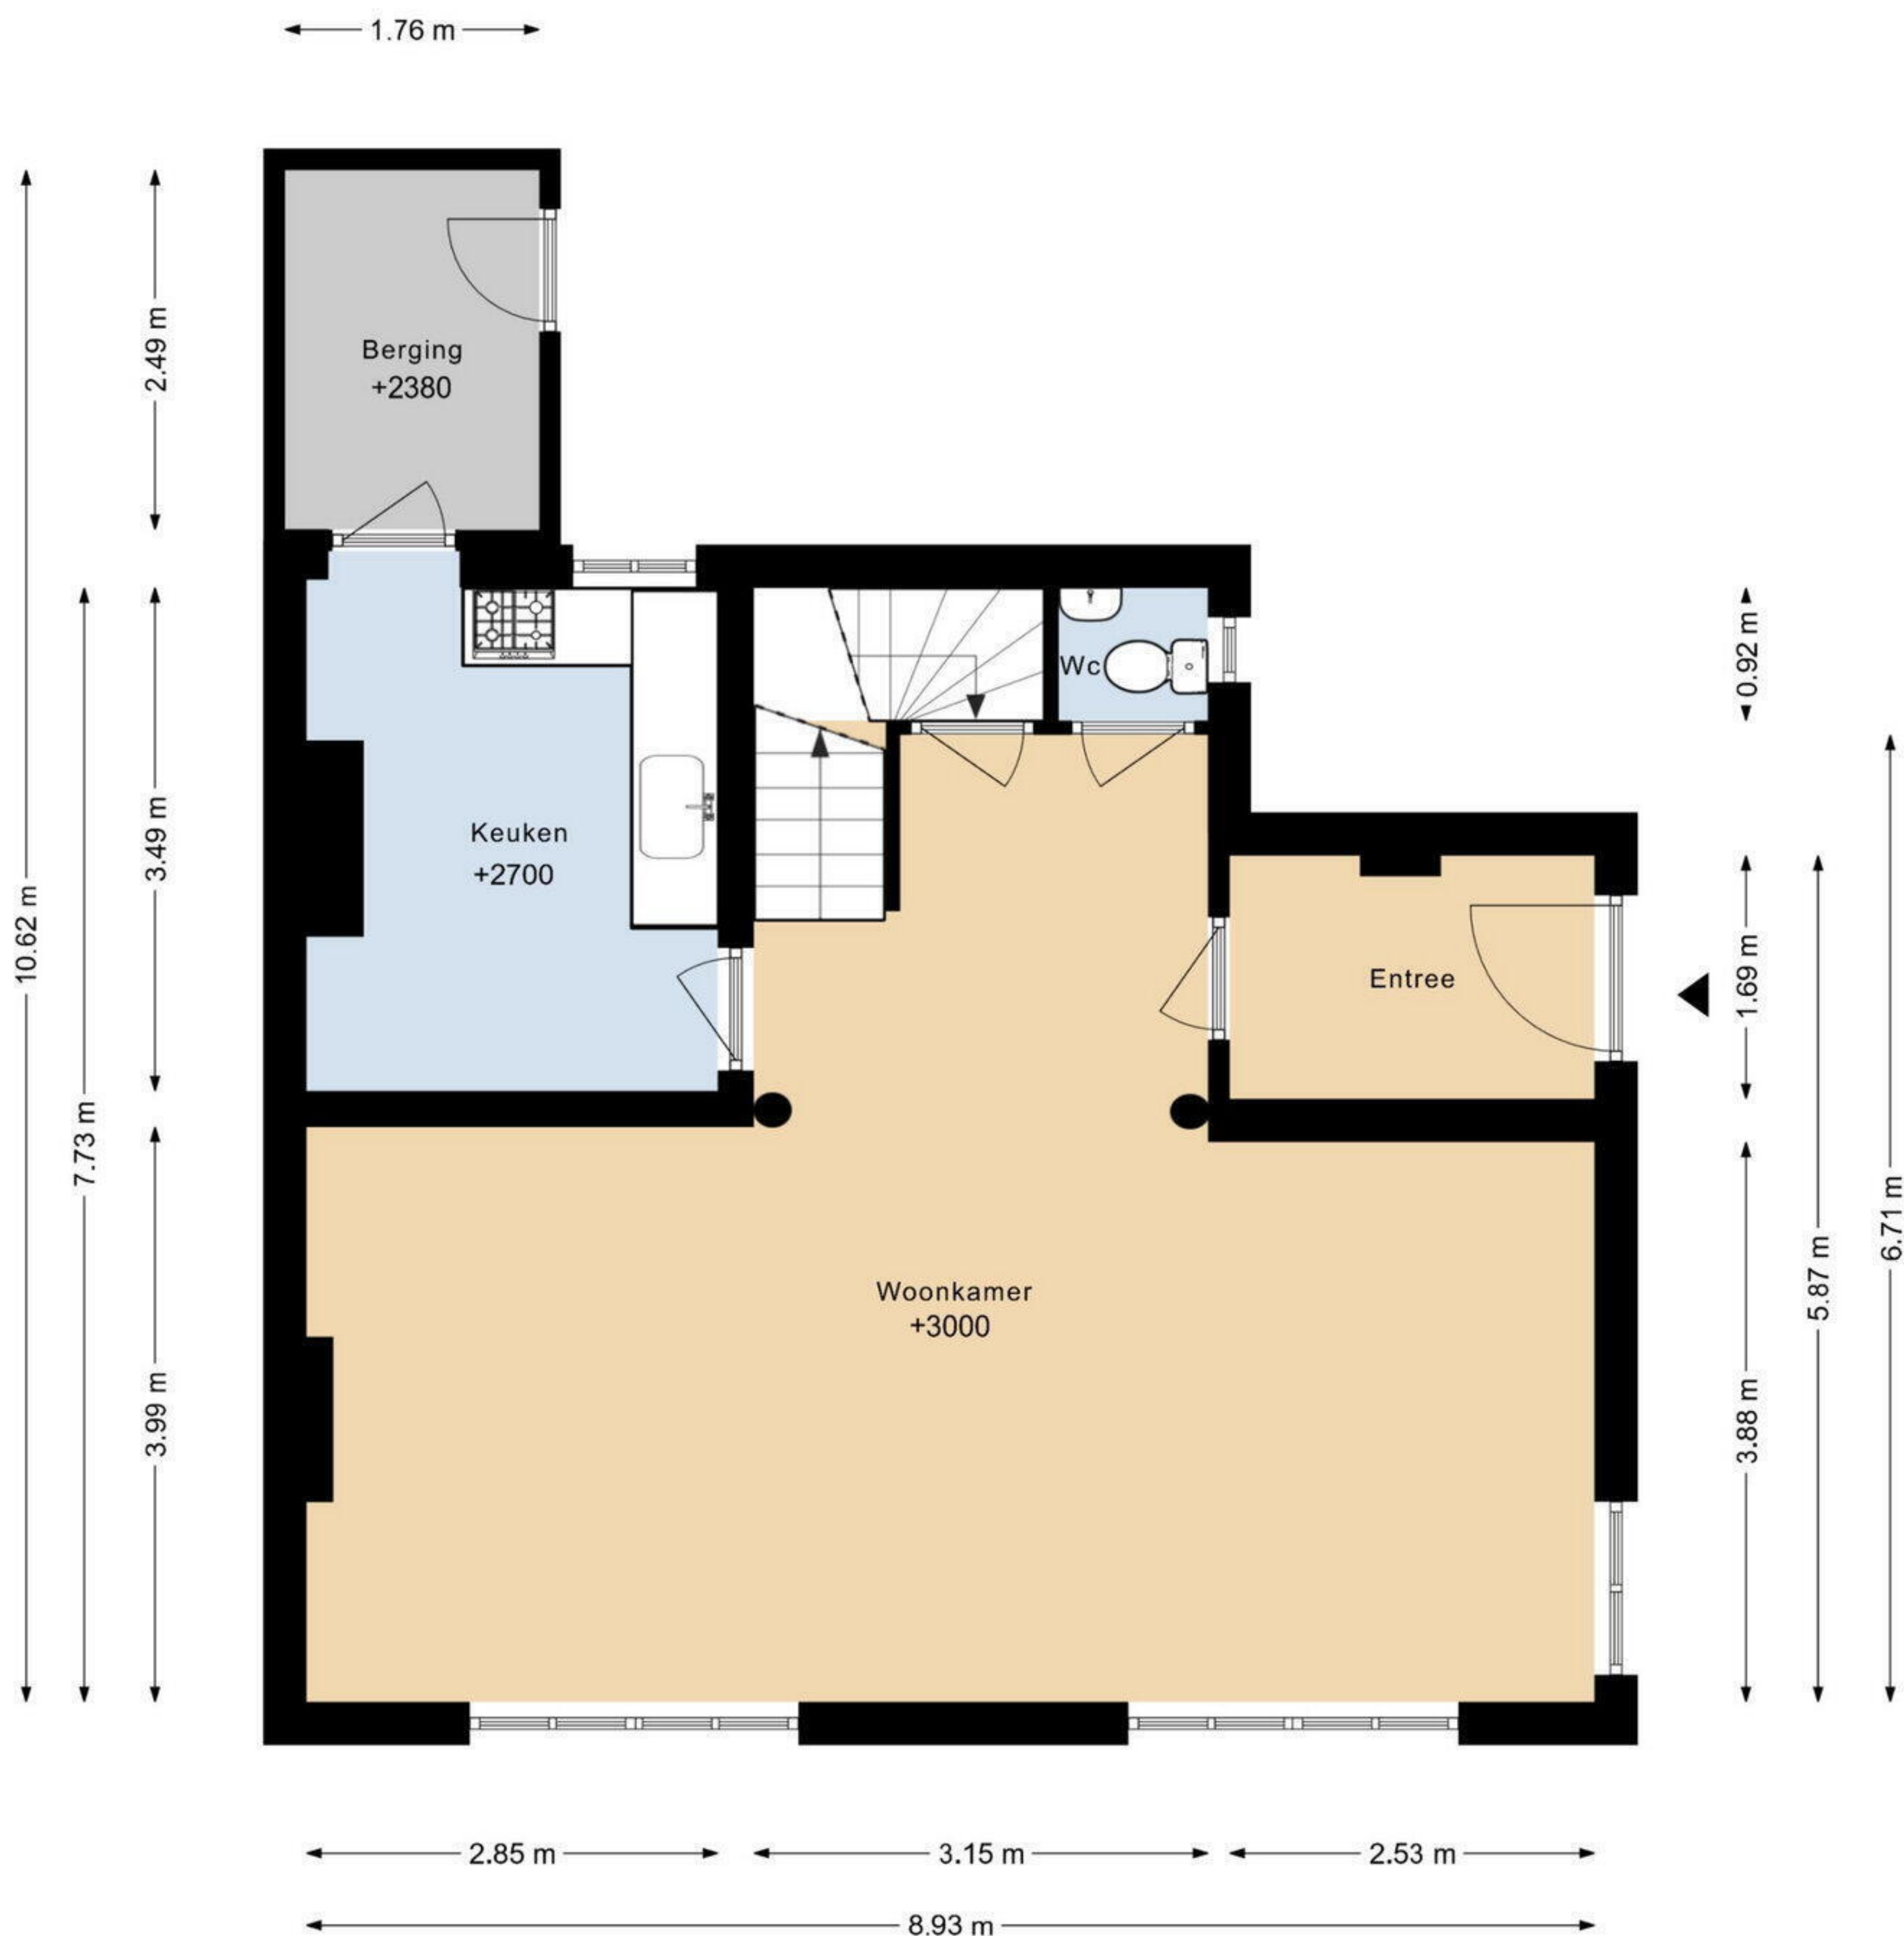 1.76 m
Berging
+2380
2.49 m
Wc
0.92 m
Keuken
+2700
3.49 m
10.62 m
Entree
1.69 m
7.73 m
6.71 m
5.87 m
Woonkamer
+3000
3.99 m
3.88 m
2.85 m
3.15 m
2.53 m
8.93 m